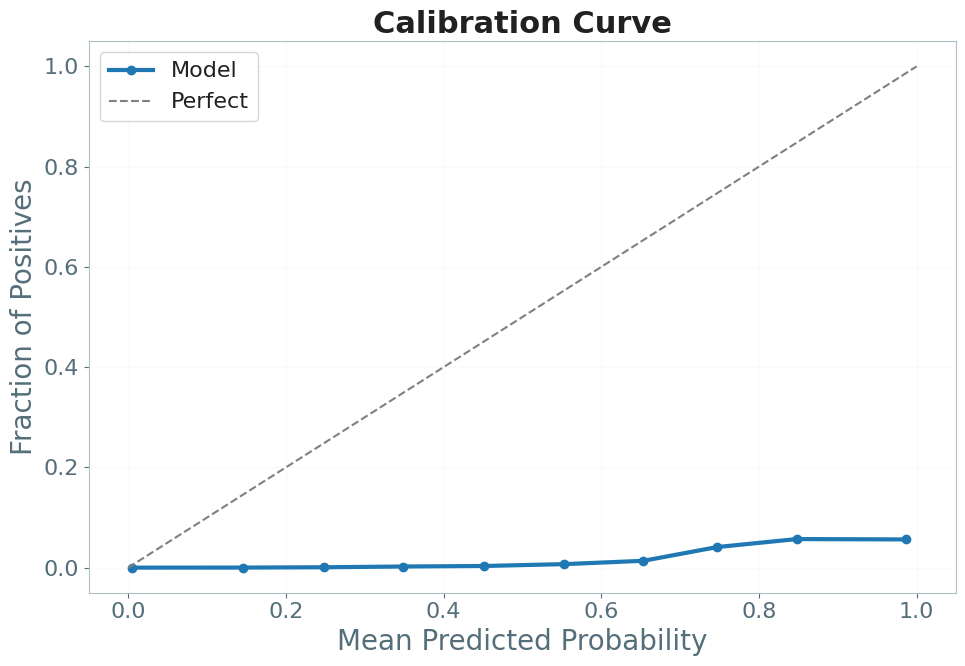 Calibration Curve
Model
Perfect
Fraction of Positives
1.0
0.8
0.6
0.4
0.2
0.0
0.0 0.2 0.4 0.6 0.8 1.0
Mean Predicted Probability